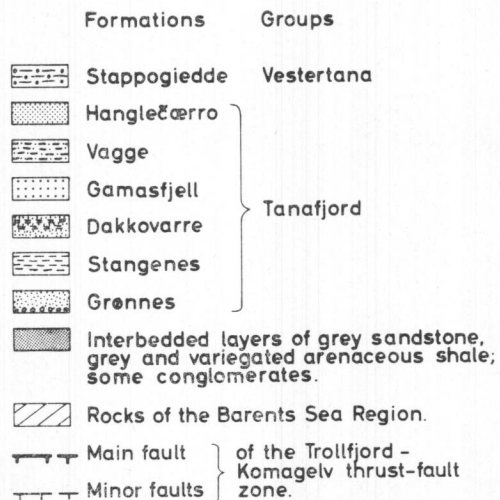 Formations Groups
Stappogiedde Vestertana
Hanglečærro
Vagge
Gamasfjell
Tanafjord
Dakkovarre
Stangenes
Grønnes
Interbedded layers of grey sandstone,
grey and variegated arenaceous shale;
some conglomerates.
Rocks of the Barents Sea Region.
Main fault of the Trollfjord -
Komagelv thrust-fault
Minor faults zone.